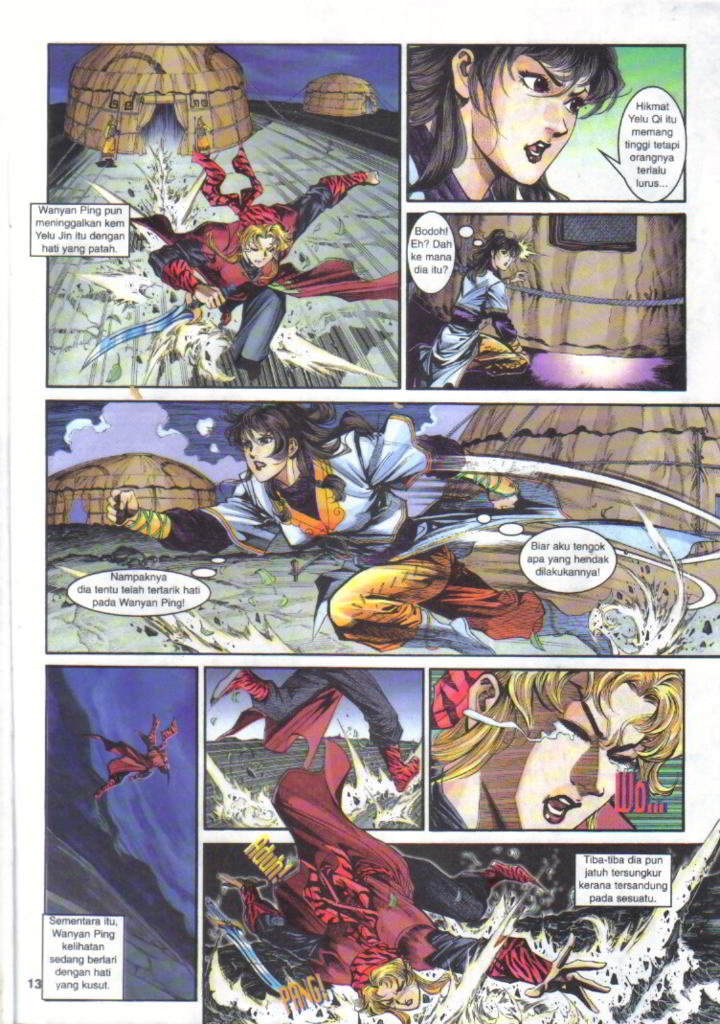 Wanyan Ping pun
meninggalkan kem
Yelu Jin itu dengan
hati yang patah.
Hikmat
Yelu Qi itu
memang
tinggi tetapi
orangnya
terlalu
lurus...
Bodoh!
Eh? Dah
ke mana
dia itu?
Nampaknya
dia tentu telah tertarik hati
pada Wanyan Ping!
Biar aku tengok
apa yang hendak
dilakukannya!
Sementara itu,
Wanyan Ping
kelihatan
sedang berlari
dengan hati
yang kusut.
Wo...
Adduh!
Tiba-tiba dia pun
jatuh tersungkur
kerana tersandung
pada sesuatu.
PANG!
13